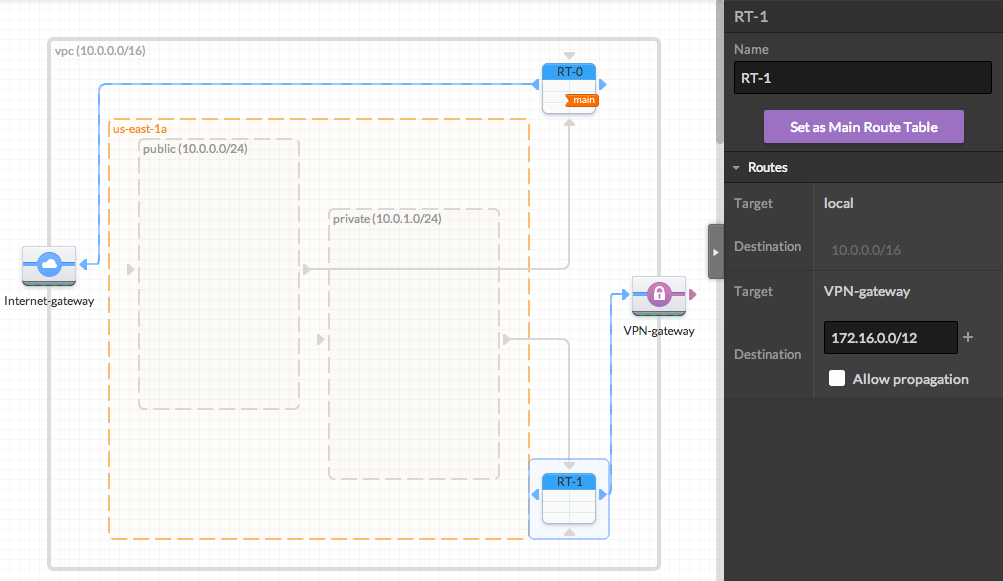 vpc (10.0.0.0/16)
RT-0
main
us-east-1a
public (10.0.0.0/24)
private (10.0.1.0/24)
Internet-gateway
VPN-gateway
RT-1
RT-1
Name
RT-1
Set as Main Route Table
Routes
Target local
Destination 10.0.0.0/16
Target VPN-gateway
Destination 172.16.0.0/12 +
Allow propagation